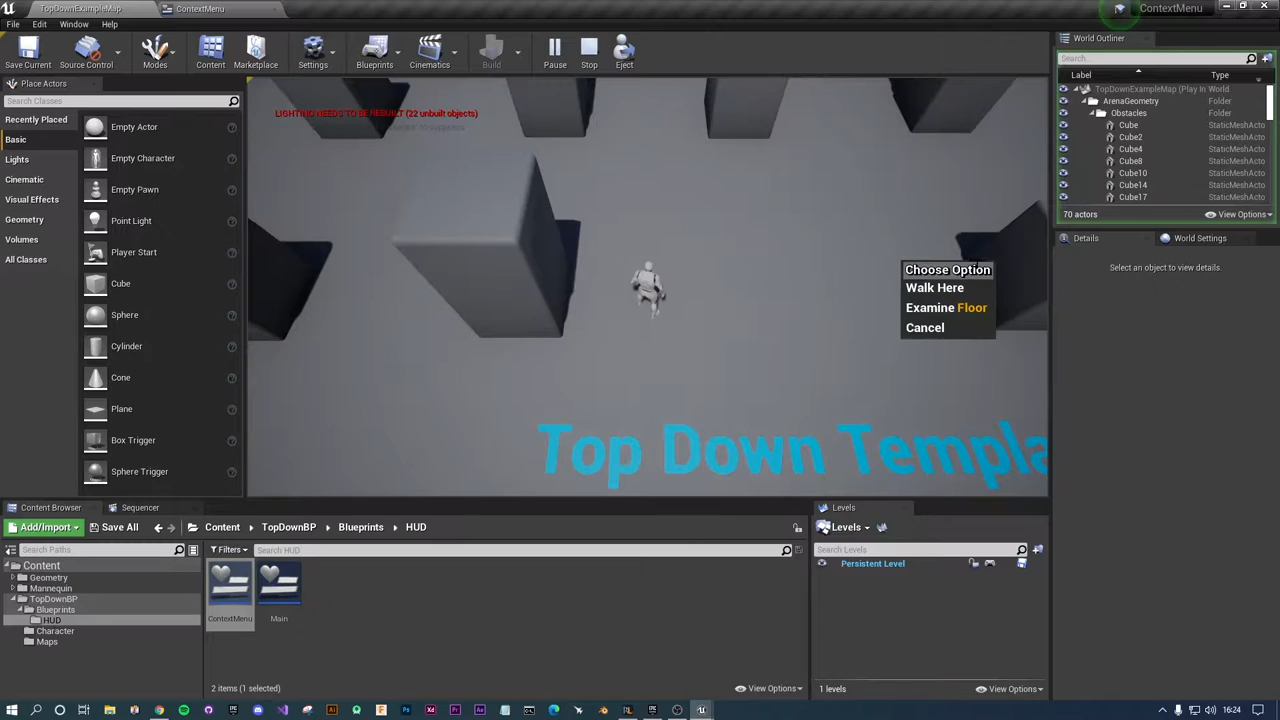 TopDownExampleMap
ContextMenu
ContextMenu
File Edit Window Help
Save Current
Source Control
Modes
Content
Marketplace
Settings
Blueprints
Cinematics
Build
Pause
Stop
Eject
Place Actors
Search Classes
Recently Placed
Basic
Lights
Cinematic
Visual Effects
Geometry
Volumes
All Classes
Empty Actor
Empty Character
Empty Pawn
Point Light
Player Start
Cube
Sphere
Cylinder
Cone
Plane
Box Trigger
Sphere Trigger
LIGHTING NEEDS TO BE REBUILT (22 unbuilt objects)
Choose Option
Walk Here
Examine Floor
Cancel
Top Down Templa
World Outliner
Search...
Label Type
TopDownExampleMap (Play In World
ArenaGeometry Folder
Obstacles Folder
Cube StaticMeshActo
Cube2 StaticMeshActo
Cube4 StaticMeshActo
Cube8 StaticMeshActo
Cube10 StaticMeshActo
Cube14 StaticMeshActo
Cube17 StaticMeshActo
70 actors View Options
Details World Settings
Select an object to view details.
Content Browser Sequencer
Add/Import Save All Content TopDownBP Blueprints HUD
Search Paths Filters Search HUD
Content
Geometry
Mannequin
TopDownBP
Blueprints
HUD
Character
Maps
ContextMenu Main
2 items (1 selected) View Options
Levels
Levels
Search Levels
Persistent Level
1 levels View Options
16:24